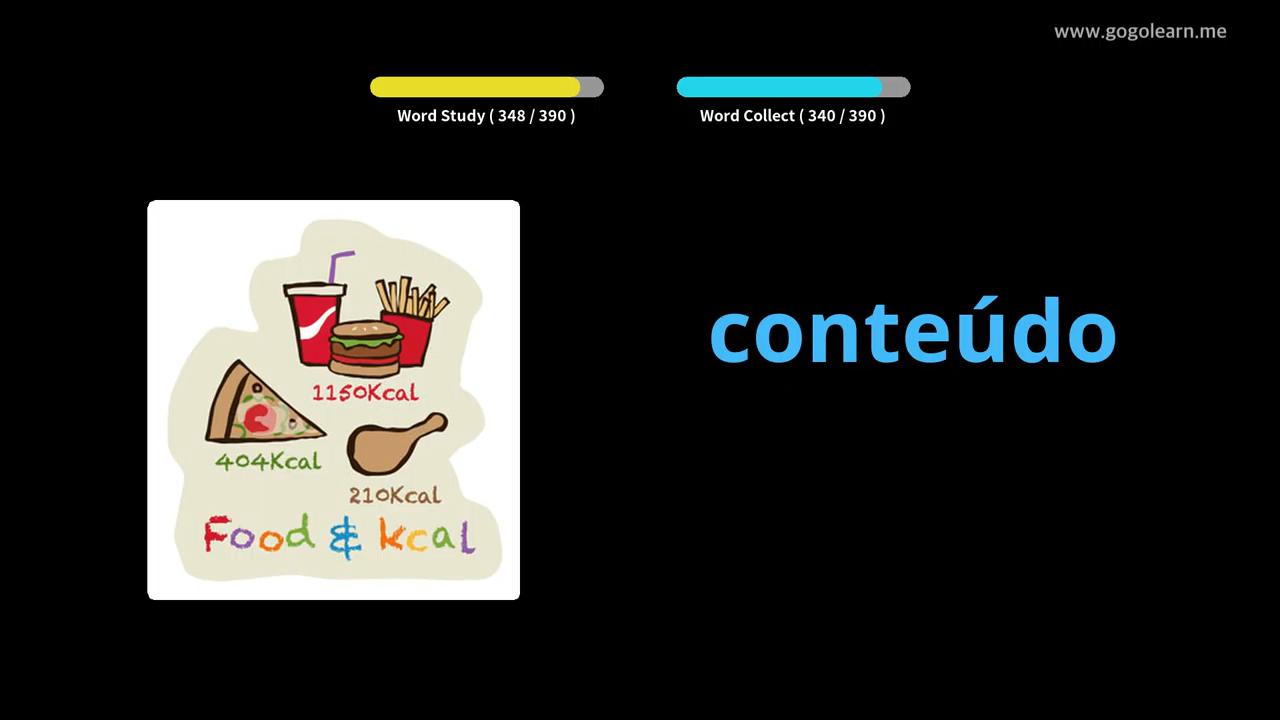 www.gogolearn.me
Word Study ( 348 / 390 )
Word Collect ( 340 / 390 )
1150Kcal
404Kcal
210Kcal
Food & kcal
conteúdo